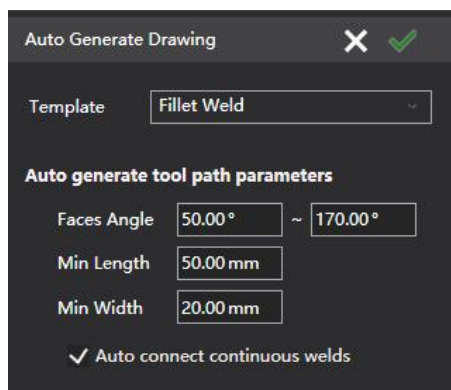 Auto Generate Drawing
Template Fillet Weld
Auto generate tool path parameters
Faces Angle 50.00° ~ 170.00°
Min Length 50.00 mm
Min Width 20.00 mm
Auto connect continuous welds